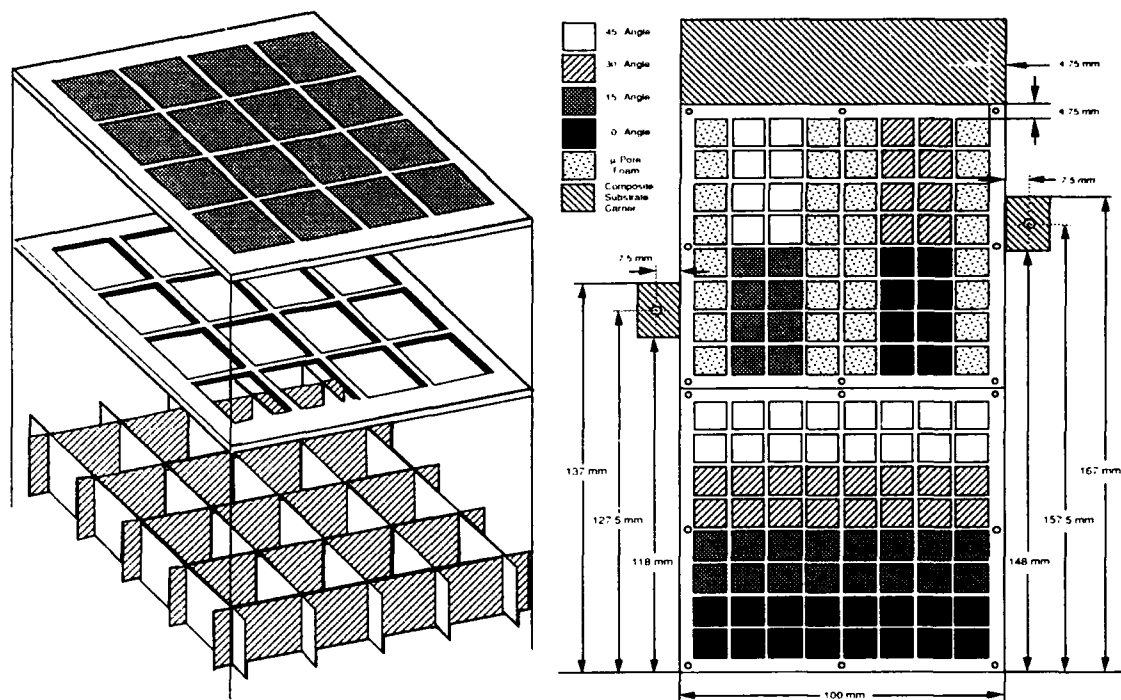 45 Angle
30 Angle
15 Angle
0 Angle
μ Pore
Foam
Composite
Substrate
Carrier
4.75 mm
4.75 mm
7.5 mm
7.5 mm
137 mm
127.5 mm
118 mm
167 mm
157.5 mm
148 mm
100 mm